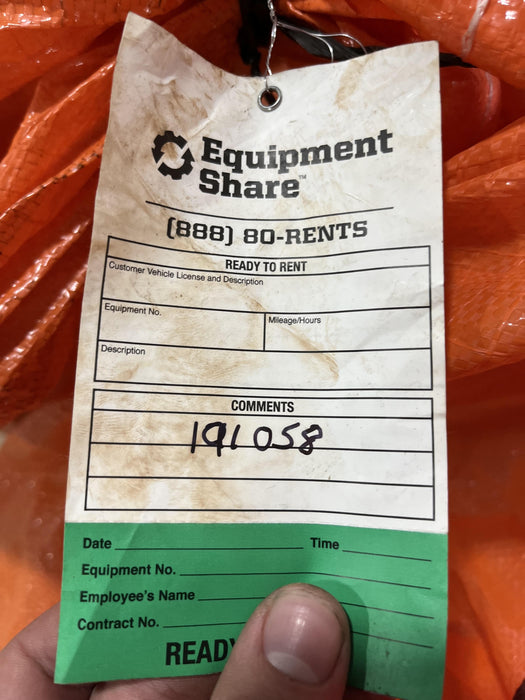 Equipment
Share™
(888) 80-RENTS
READY TO RENT
Customer Vehicle License and Description
Equipment No.
Mileage/Hours
Description
COMMENTS
191058
Date Time
Equipment No.
Employee's Name
Contract No.
READY